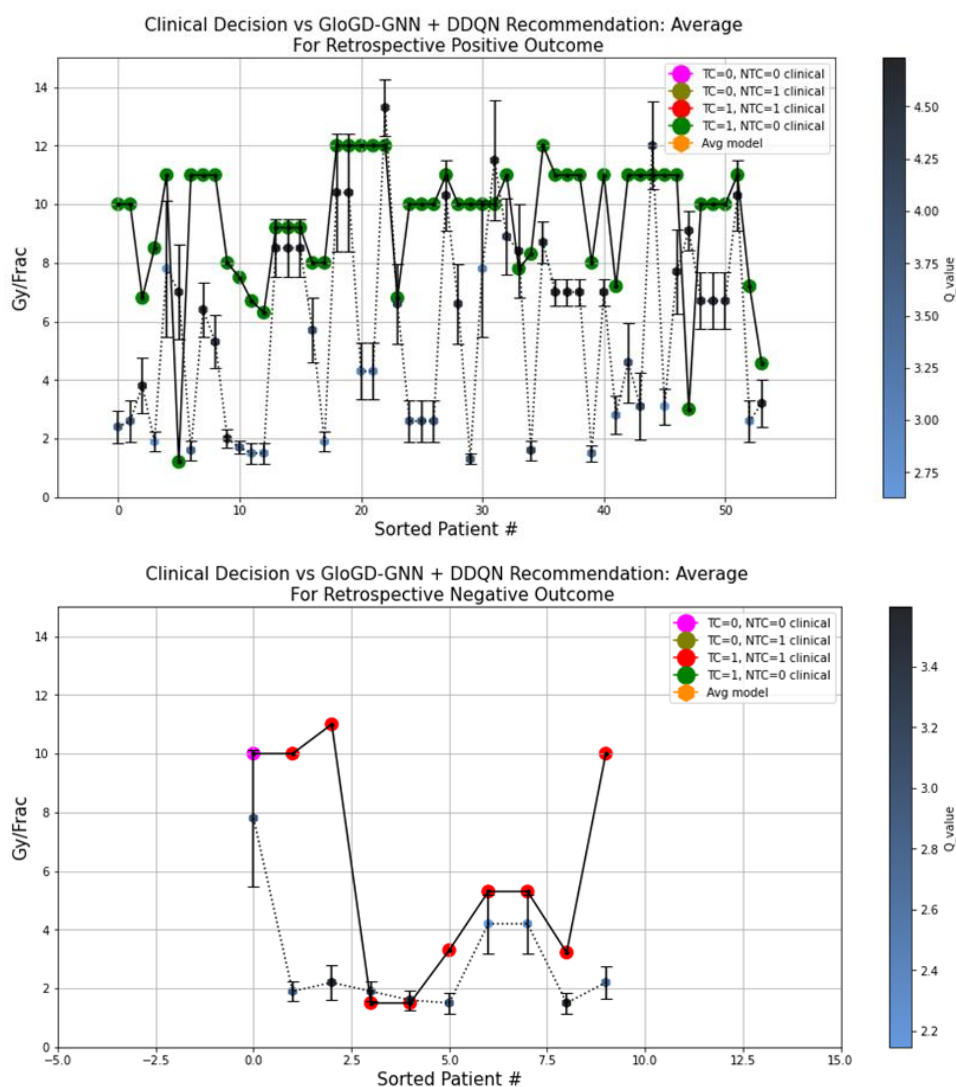 Clinical Decision vs GloGD-GNN + DDQN Recommendation: Average
For Retrospective Positive Outcome
TC=0, NTC=0 clinical
TC=0, NTC=1 clinical
TC=1, NTC=1 clinical
TC=1, NTC=0 clinical
Avg model
Gy/Frac
14
12
10
8
6
4
2
0
0
10
20
30
40
50
Sorted Patient #
4.50
4.25
4.00
3.75
3.50
3.25
3.00
2.75
Q_value
Clinical Decision vs GloGD-GNN + DDQN Recommendation: Average
For Retrospective Negative Outcome
TC=0, NTC=0 clinical
TC=0, NTC=1 clinical
TC=1, NTC=1 clinical
TC=1, NTC=0 clinical
Avg model
Gy/Frac
14
12
10
8
6
4
2
0
−5.0
−2.5
0.0
2.5
5.0
7.5
10.0
12.5
15.0
Sorted Patient #
3.4
3.2
3.0
2.8
2.6
2.4
2.2
Q_value